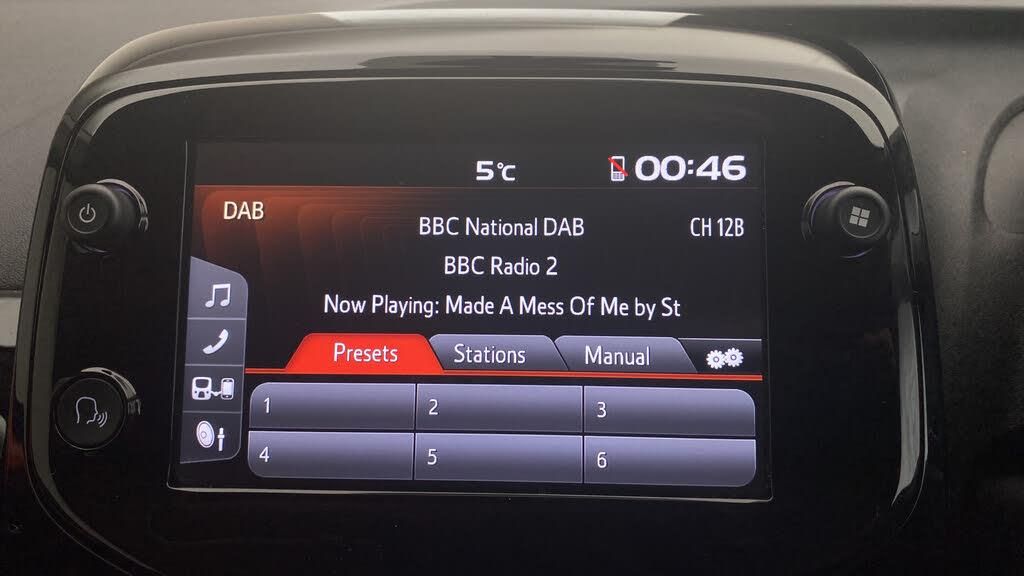 5°C 00:46
DAB
BBC National DAB CH 12B
BBC Radio 2
Now Playing: Made A Mess Of Me by St
Presets Stations Manual
1 2 3
4 5 6